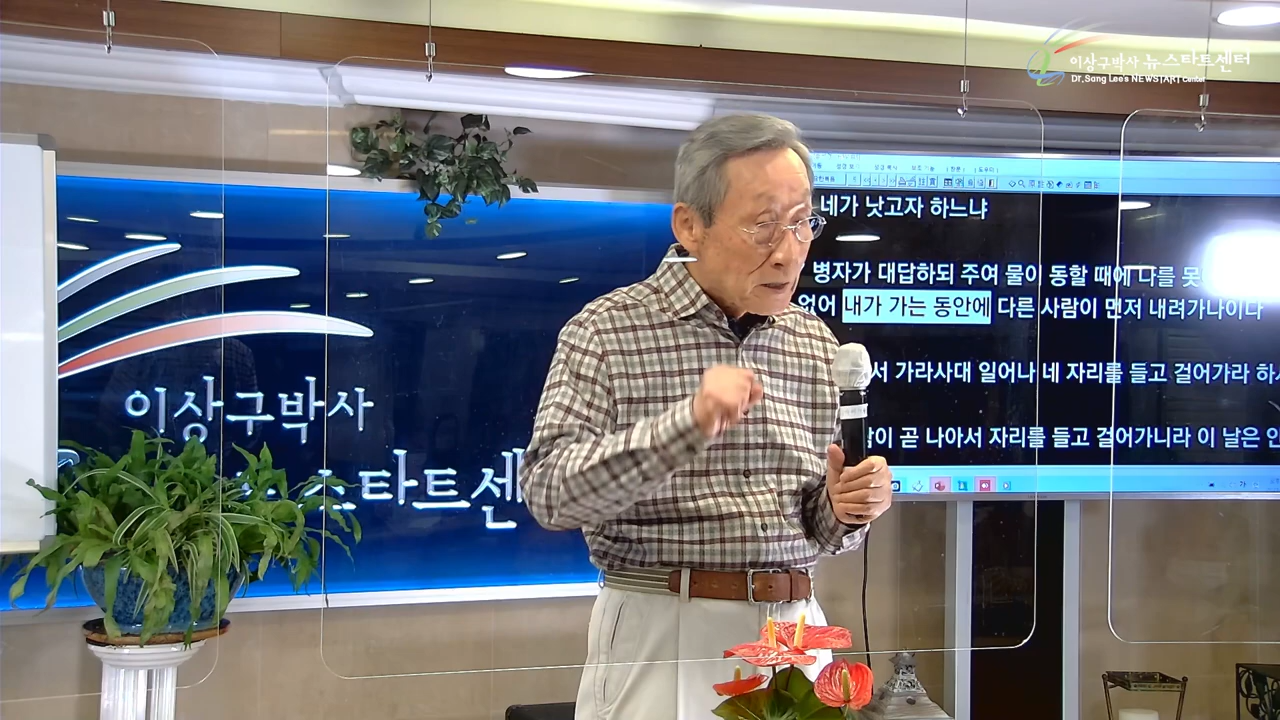 이상구박사 뉴스타트센터
Dr.Sang Lee's NEWSTART Center
네가 낫고자 하느냐
병자가 대답하되 주여 물이 동할 때에 나를 못
없어 내가 가는 동안에 다른 사람이 먼저 내려가나이다
서 가라사대 일어나 네 자리를 들고 걸어가라 하시
곧 나아서 자리를 들고 걸어가니라 이 날은 안
이상구박사
스타트센